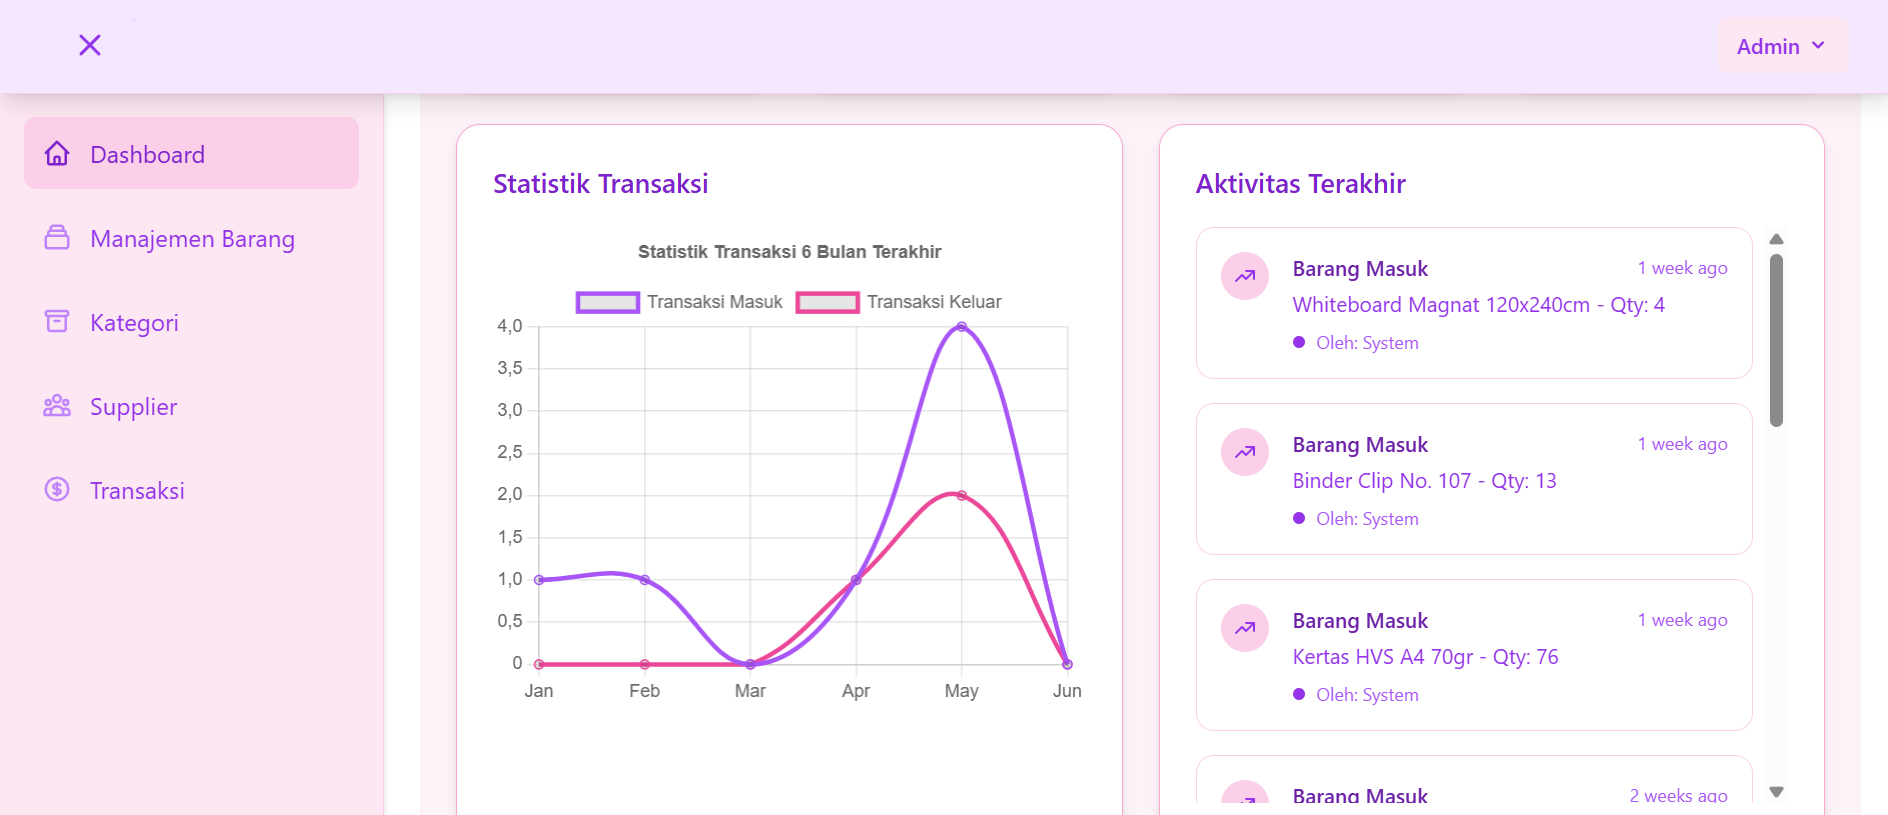 Admin
Dashboard
Manajemen Barang
Kategori
Supplier
Transaksi
Statistik Transaksi
Statistik Transaksi 6 Bulan Terakhir
Transaksi Masuk Transaksi Keluar
4,0
3,5
3,0
2,5
2,0
1,5
1,0
0,5
0
Jan Feb Mar Apr May Jun
Aktivitas Terakhir
Barang Masuk 1 week ago
Whiteboard Magnat 120x240cm - Qty: 4
Oleh: System
Barang Masuk 1 week ago
Binder Clip No. 107 - Qty: 13
Oleh: System
Barang Masuk 1 week ago
Kertas HVS A4 70gr - Qty: 76
Oleh: System
Barang Masuk 2 weeks ago